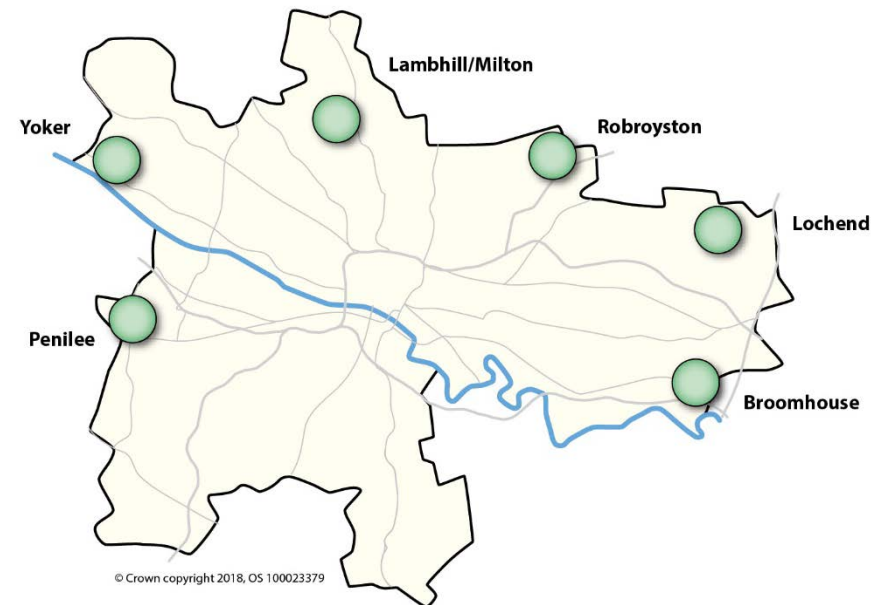 Lambhill/Milton
Yoker
Robroyston
Lochend
Penilee
Broomhouse
© Crown copyright 2018, OS 100023379